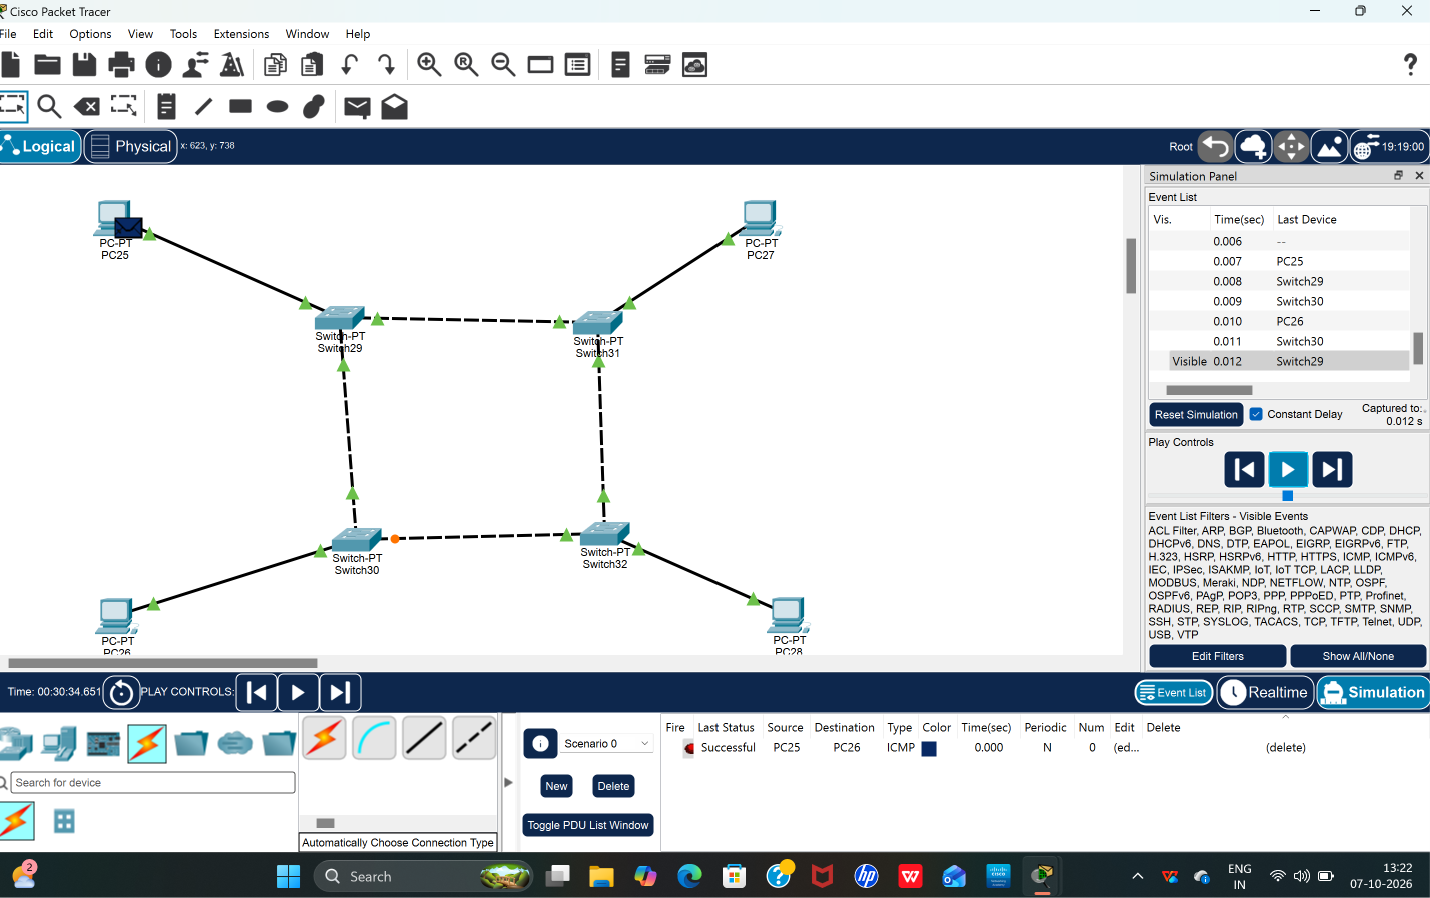 Cisco Packet Tracer
File Edit Options View Tools Extensions Window Help
Logical Physical x: 623, y: 738 Root 19:19:00
PC-PT
PC25
PC-PT
PC27
Switch-PT
Switch29
Switch-PT
Switch31
Switch-PT
Switch30
Switch-PT
Switch32
PC-PT
PC26
PC-PT
PC28
Simulation Panel
Event List
Vis. Time(sec) Last Device
0.006 --
0.007 PC25
0.008 Switch29
0.009 Switch30
0.010 PC26
0.011 Switch30
Visible 0.012 Switch29
Reset Simulation Constant Delay Captured to:
0.012 s
Play Controls
Event List Filters - Visible Events
ACL Filter, ARP, BGP, Bluetooth, CAPWAP, CDP, DHCP,
DHCPv6, DNS, DTP, EAPOL, EIGRP, EIGRPv6, FTP,
H.323, HSRP, HSRPv6, HTTP, HTTPS, ICMP, ICMPv6,
IEC, IPSec, ISAKMP, IoT, IoT TCP, LACP, LLDP,
MODBUS, Meraki, NDP, NETFLOW, NTP, OSPF,
OSPFv6, PAgP, POP3, PPP, PPPoED, PTP, Profinet,
RADIUS, REP, RIP, RIPng, RTP, SCCP, SMTP, SNMP,
SSH, STP, SYSLOG, TACACS, TCP, TFTP, Telnet, UDP,
USB, VTP
Edit Filters Show All/None
Time: 00:30:34.651 PLAY CONTROLS: Event List Realtime Simulation
Search for device
Automatically Choose Connection Type
Scenario 0
New Delete
Toggle PDU List Window
Fire Last Status Source Destination Type Color Time(sec) Periodic Num Edit Delete
Successful PC25 PC26 ICMP 0.000 N 0 (ed... (delete)
2
Search
ENG
IN
13:22
07-10-2026